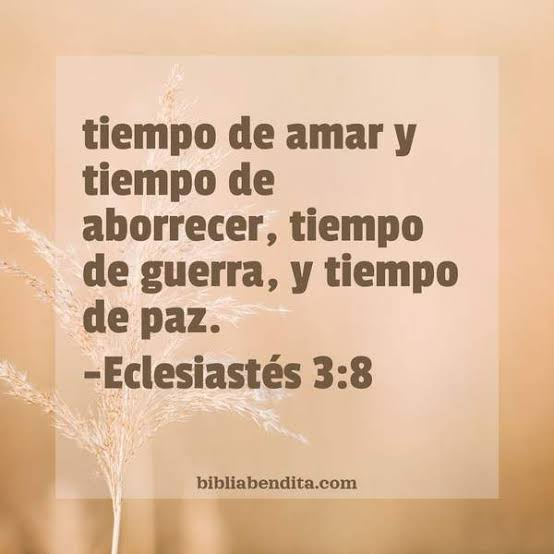 tiempo de amar y
tiempo de
aborrecer, tiempo
de guerra, y tiempo
de paz.
-Eclesiastés 3:8
bibliabendita.com